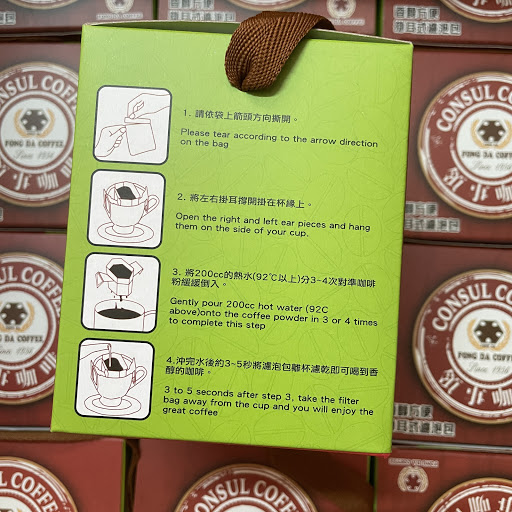 1. 請依袋上箭頭方向撕開。
Please tear according to the arrow direction
on the bag
2. 將左右掛耳撐開掛在杯緣上。
Open the right and left ear pieces and hang
them on the side of your cup.
3. 將200cc的熱水(92℃以上)分3~4次對準咖啡
粉緩緩倒入。
Gently pour 200cc hot water (92C
above)onto the coffee powder in 3 or 4 times
to complete this step
4.沖完水後約3~5秒將濾泡包離杯濾乾即可喝到香
醇的咖啡。
3 to 5 seconds after step 3, take the filter
bag away from the cup and you will enjoy the
great coffee
CONSUL COFFEE
FONG DA COFFEE
Since 1956
CONSUL CO
FONG DA COFFEE
CONSUL CO
FONG DA COFFEE
CONSUL COFFEE